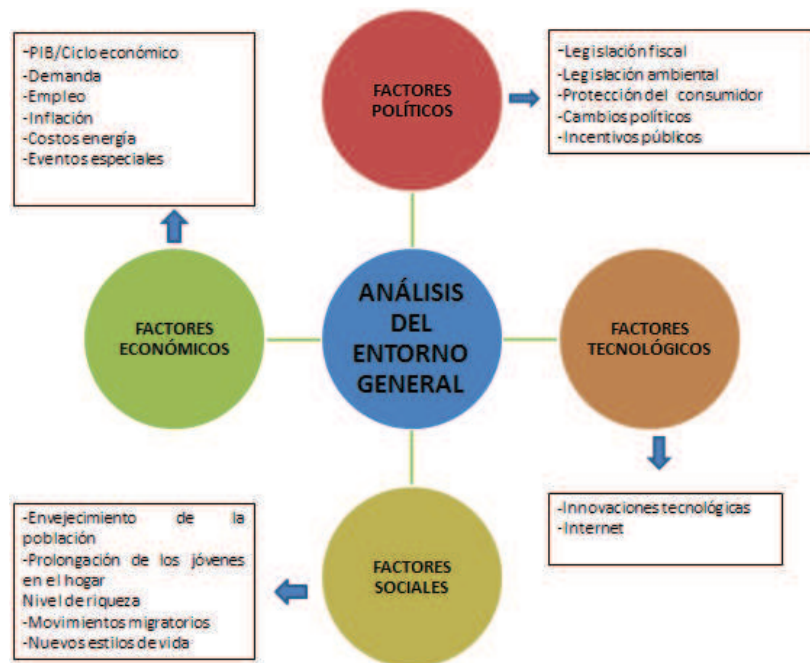 -PIB/Ciclo económico
-Demanda
-Empleo
-Inflación
-Costos energía
-Eventos especiales
FACTORES
POLÍTICOS
-Legislación fiscal
-Legislación ambiental
-Protección del consumidor
-Cambios políticos
-Incentivos públicos
FACTORES
ECONÓMICOS
ANÁLISIS
DEL
ENTORNO
GENERAL
FACTORES
TECNOLÓGICOS
-Envejecimiento de la
población
-Prolongación de los jóvenes
en el hogar
Nivel de riqueza
-Movimientos migratorios
-Nuevos estilos de vida
FACTORES
SOCIALES
-Innovaciones tecnológicas
-Internet